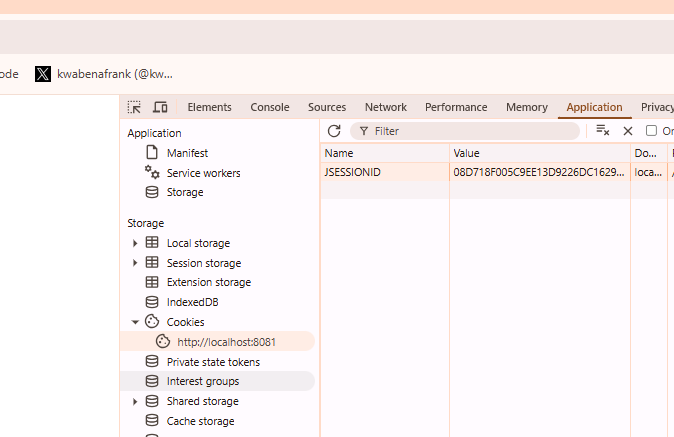 ode kwabenafrank (@kw...
Elements Console Sources Network Performance Memory Application Privacy
Application
Manifest
Service workers
Storage
Storage
Local storage
Session storage
Extension storage
IndexedDB
Cookies
http://localhost:8081
Private state tokens
Interest groups
Shared storage
Cache storage
Filter On
Name Value Do...
JSESSIONID 08D718F005C9EE13D9226DC1629... loca... /